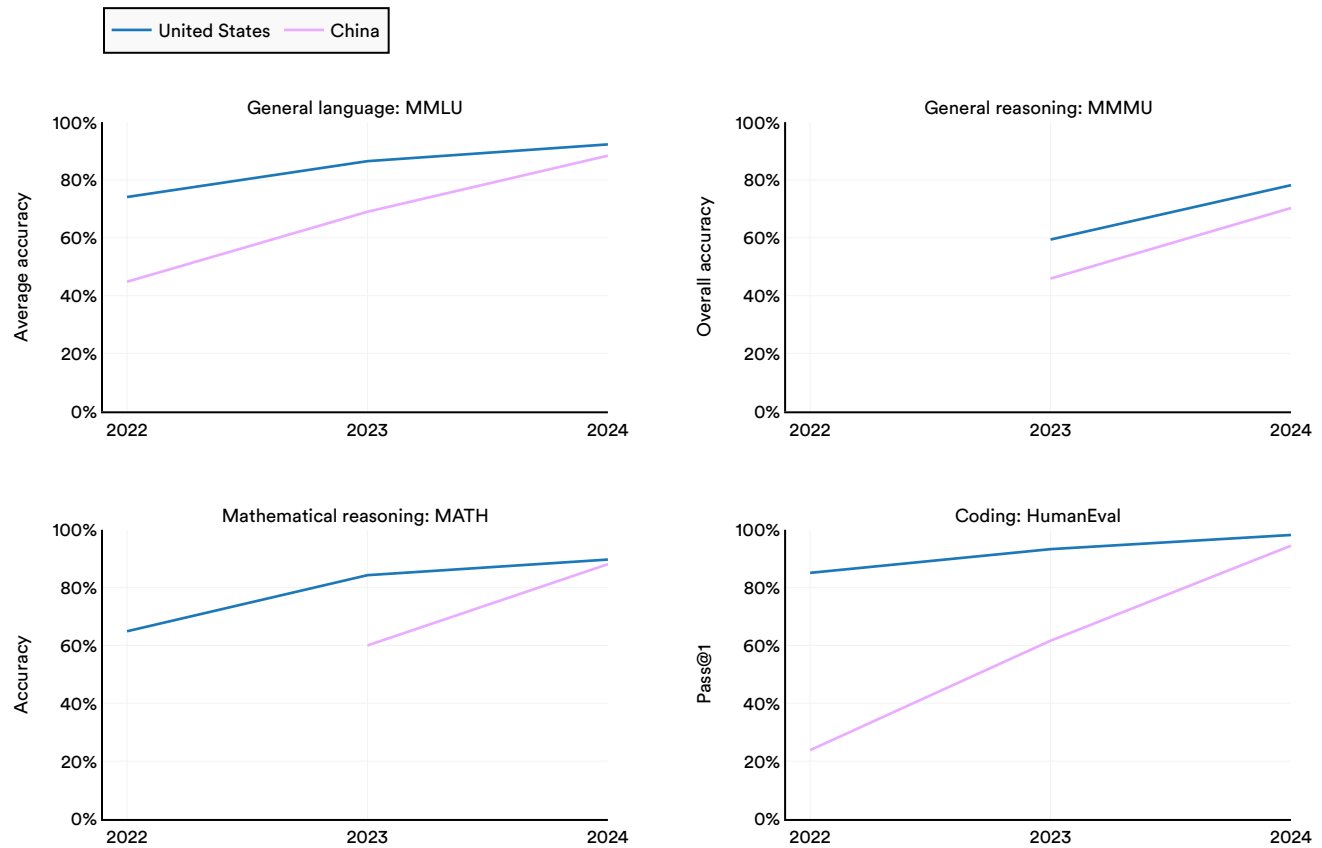 United States China
General language: MMLU
Average accuracy
100%
80%
60%
40%
20%
0%
2022 2023 2024
General reasoning: MMMU
Overall accuracy
100%
80%
60%
40%
20%
0%
2022 2023 2024
Mathematical reasoning: MATH
Accuracy
100%
80%
60%
40%
20%
0%
2022 2023 2024
Coding: HumanEval
Pass@1
100%
80%
60%
40%
20%
0%
2022 2023 2024